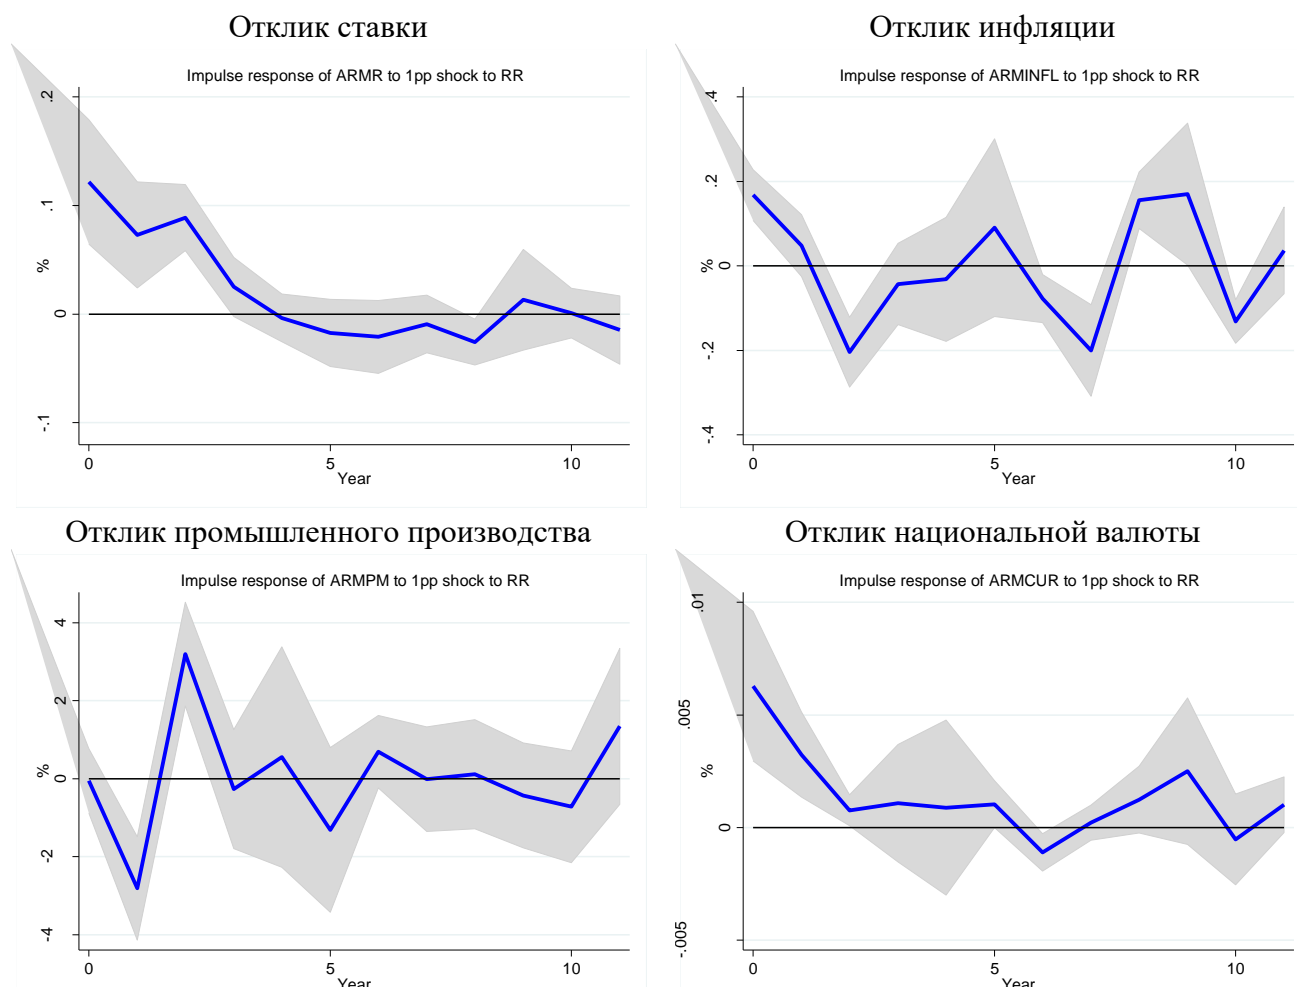 Отклик ставки
Impulse response of ARMR to 1pp shock to RR
.2
.1
0
-.1
%
0 5 10
Year
Отклик инфляции
Impulse response of ARMINFL to 1pp shock to RR
.4
.2
0
-.2
-.4
%
0 5 10
Year
Отклик промышленного производства
Impulse response of ARMPM to 1pp shock to RR
4
2
0
-2
-4
%
0 5 10
Year
Отклик национальной валюты
Impulse response of ARMCUR to 1pp shock to RR
.01
.005
0
-.005
%
0 5 10
Year